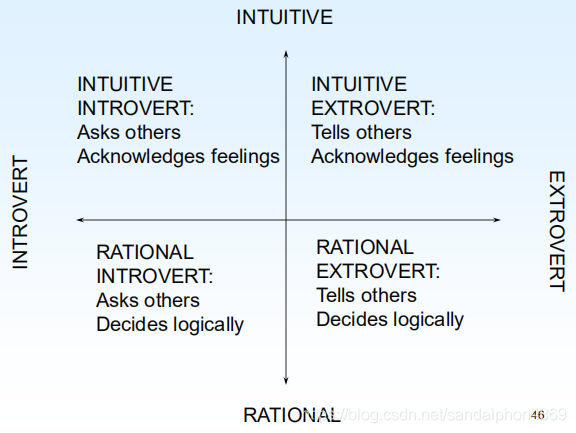 INTUITIVE
INTUITIVE
INTROVERT:
Asks others
Acknowledges feelings
INTUITIVE
EXTROVERT:
Tells others
Acknowledges feelings
INTROVERT
EXTROVERT
RATIONAL
INTROVERT:
Asks others
Decides logically
RATIONAL
EXTROVERT:
Tells others
Decides logically
RATIONAL
46